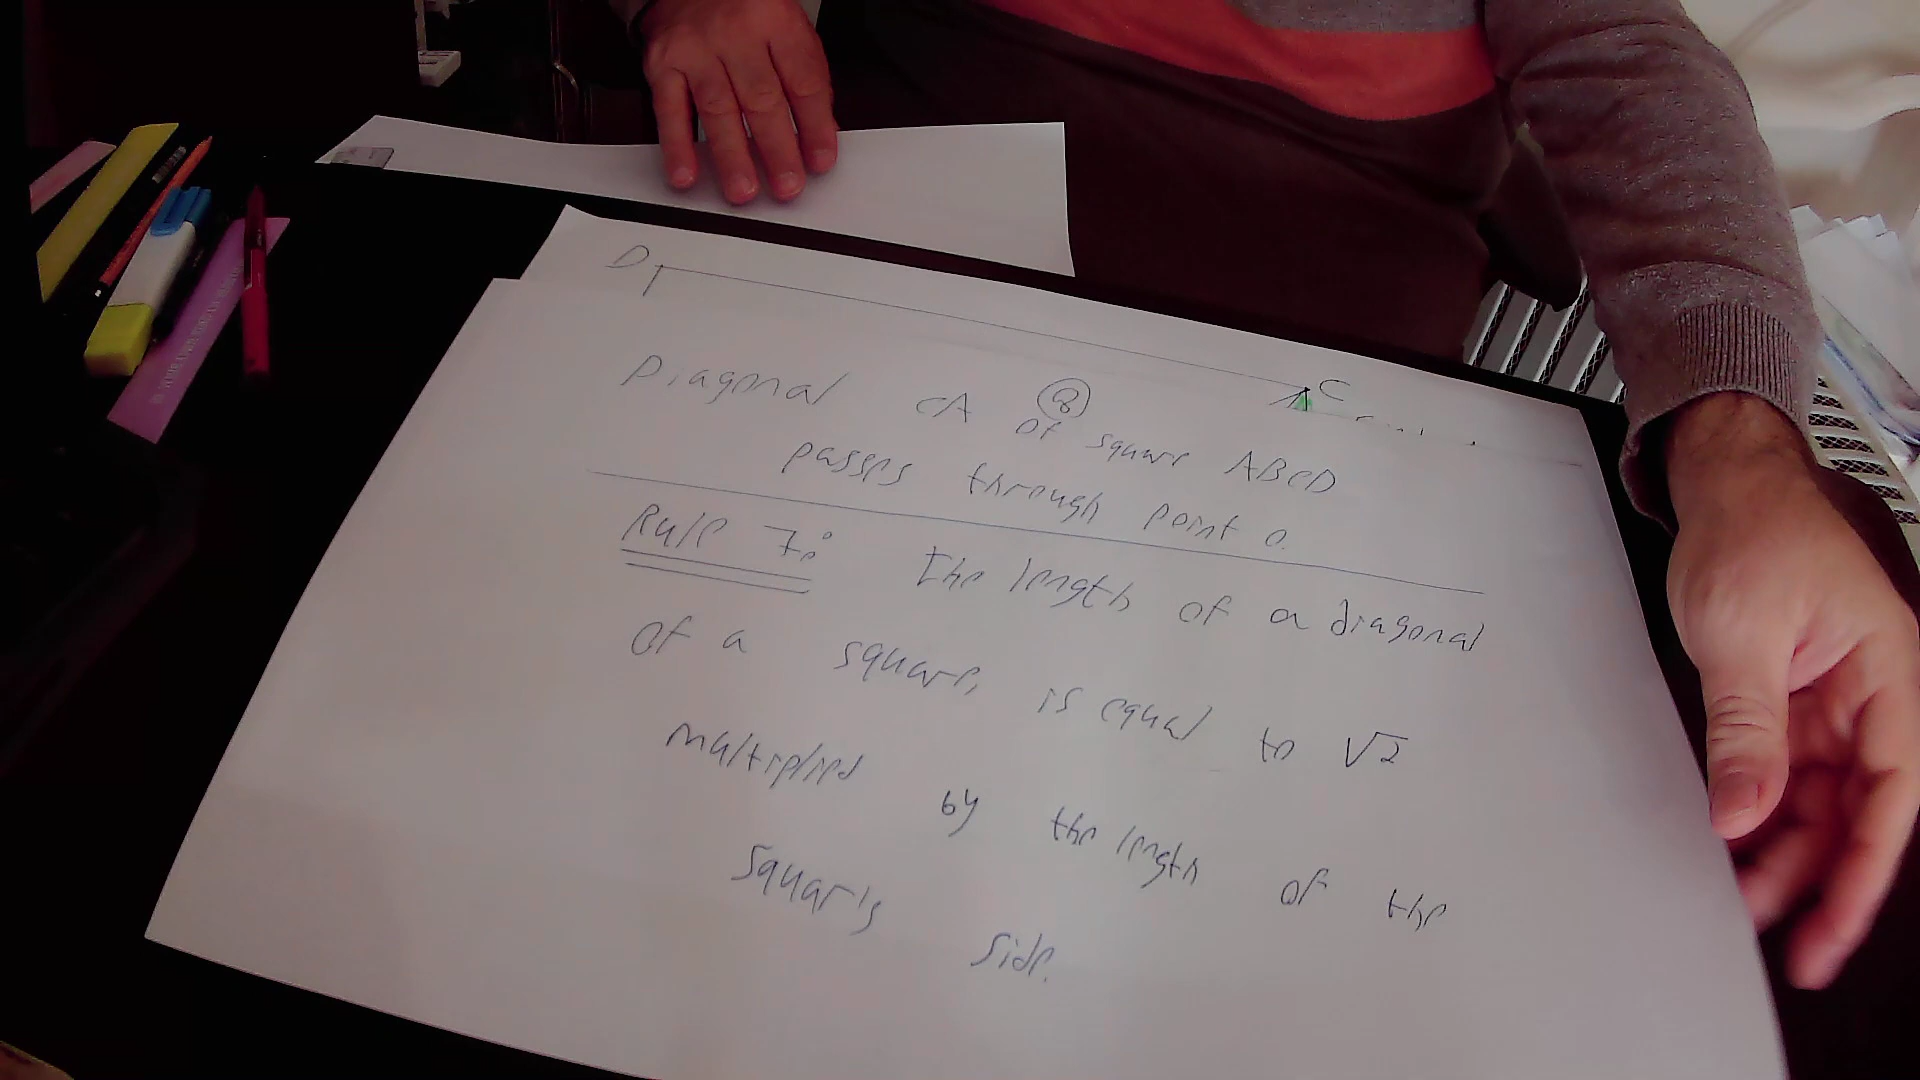 D
C
8
Diagonal CA of square ABCD
passes through point O.
Rule 7: The length of a diagonal
of a square, is equal to √2
multiplied by the length of the
square's side.